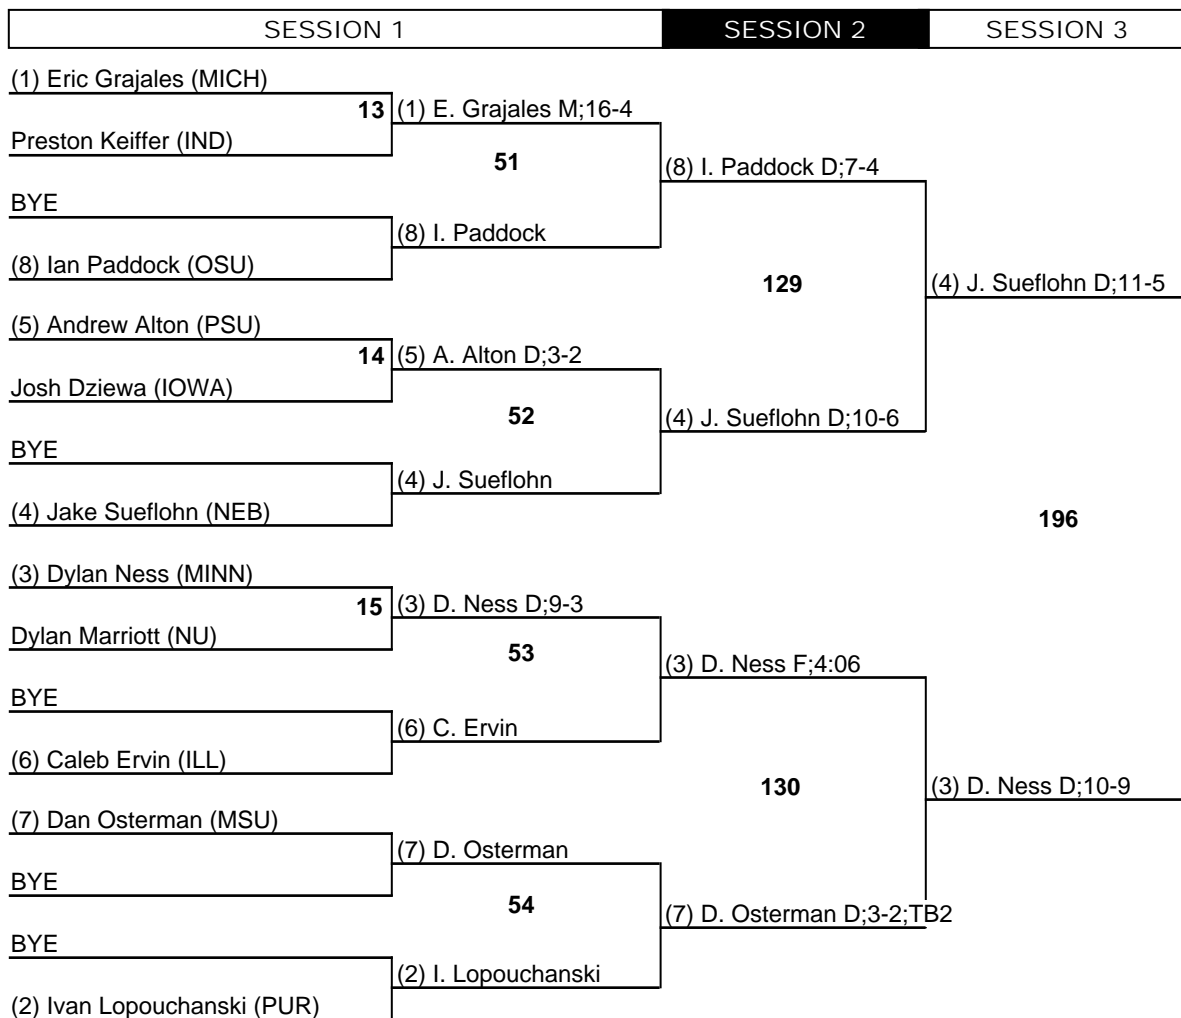 SESSION 1
SESSION 2
SESSION 3
(1) Eric Grajales (MICH)
13
(1) E. Grajales M;16-4
Preston Keiffer (IND)
51
(8) I. Paddock D;7-4
BYE
(8) I. Paddock
(8) Ian Paddock (OSU)
129
(4) J. Sueflohn D;11-5
(5) Andrew Alton (PSU)
14
(5) A. Alton D;3-2
Josh Dziewa (IOWA)
52
(4) J. Sueflohn D;10-6
BYE
(4) J. Sueflohn
(4) Jake Sueflohn (NEB)
196
(3) Dylan Ness (MINN)
15
(3) D. Ness D;9-3
Dylan Marriott (NU)
53
(3) D. Ness F;4:06
BYE
(6) C. Ervin
(6) Caleb Ervin (ILL)
130
(3) D. Ness D;10-9
(7) Dan Osterman (MSU)
(7) D. Osterman
BYE
54
(7) D. Osterman D;3-2;TB2
BYE
(2) I. Lopouchanski
(2) Ivan Lopouchanski (PUR)